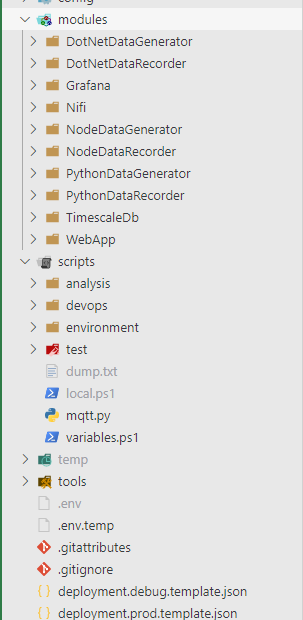 config
modules
DotNetDataGenerator
DotNetDataRecorder
Grafana
Nifi
NodeDataGenerator
NodeDataRecorder
PythonDataGenerator
PythonDataRecorder
TimescaleDb
WebApp
scripts
analysis
devops
environment
test
dump.txt
local.ps1
mqtt.py
variables.ps1
temp
tools
.env
.env.temp
.gitattributes
.gitignore
{ } deployment.debug.template.json
{ } deployment.prod.template.json